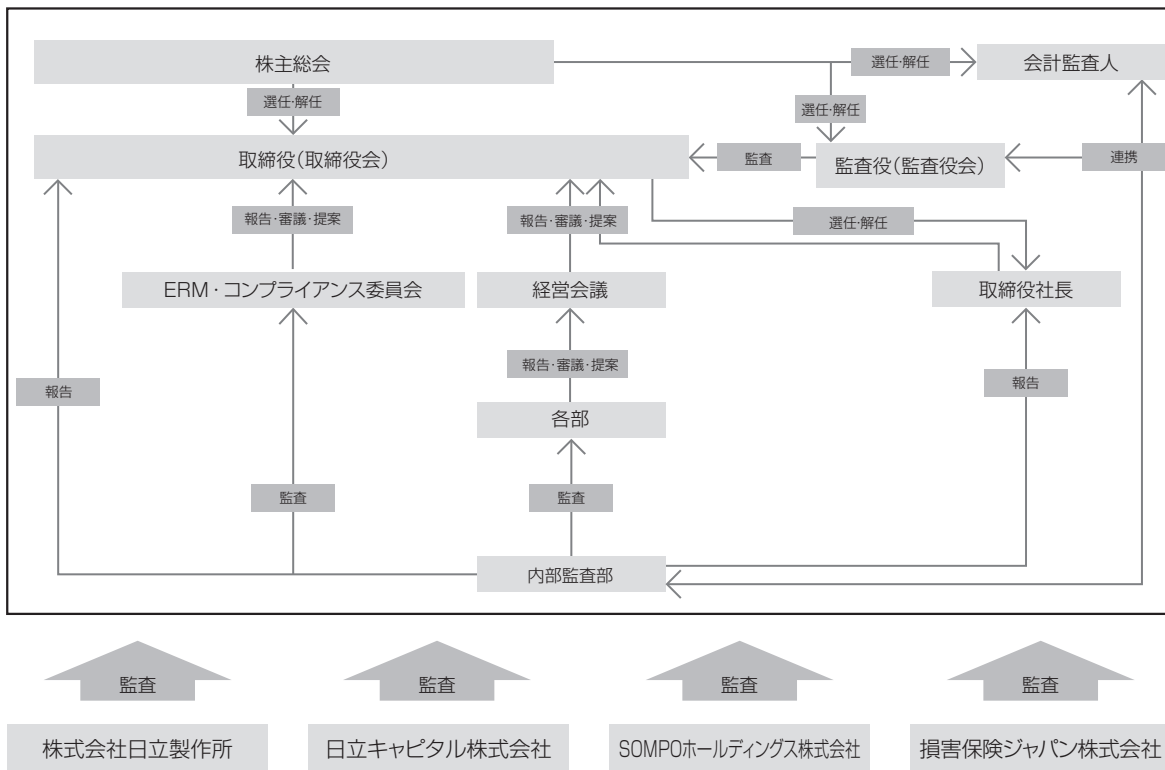 株主総会
選任・解任
会計監査人
選任・解任
選任・解任
取締役(取締役会)
監査
監査役(監査役会)
連携
報告・審議・提案
報告・審議・提案
選任・解任
ERM・コンプライアンス委員会
経営会議
取締役社長
報告・審議・提案
報告
報告
各部
監査
監査
内部監査部
監査
監査
監査
監査
株式会社日立製作所
日立キャピタル株式会社
SOMPOホールディングス株式会社
損害保険ジャパン株式会社